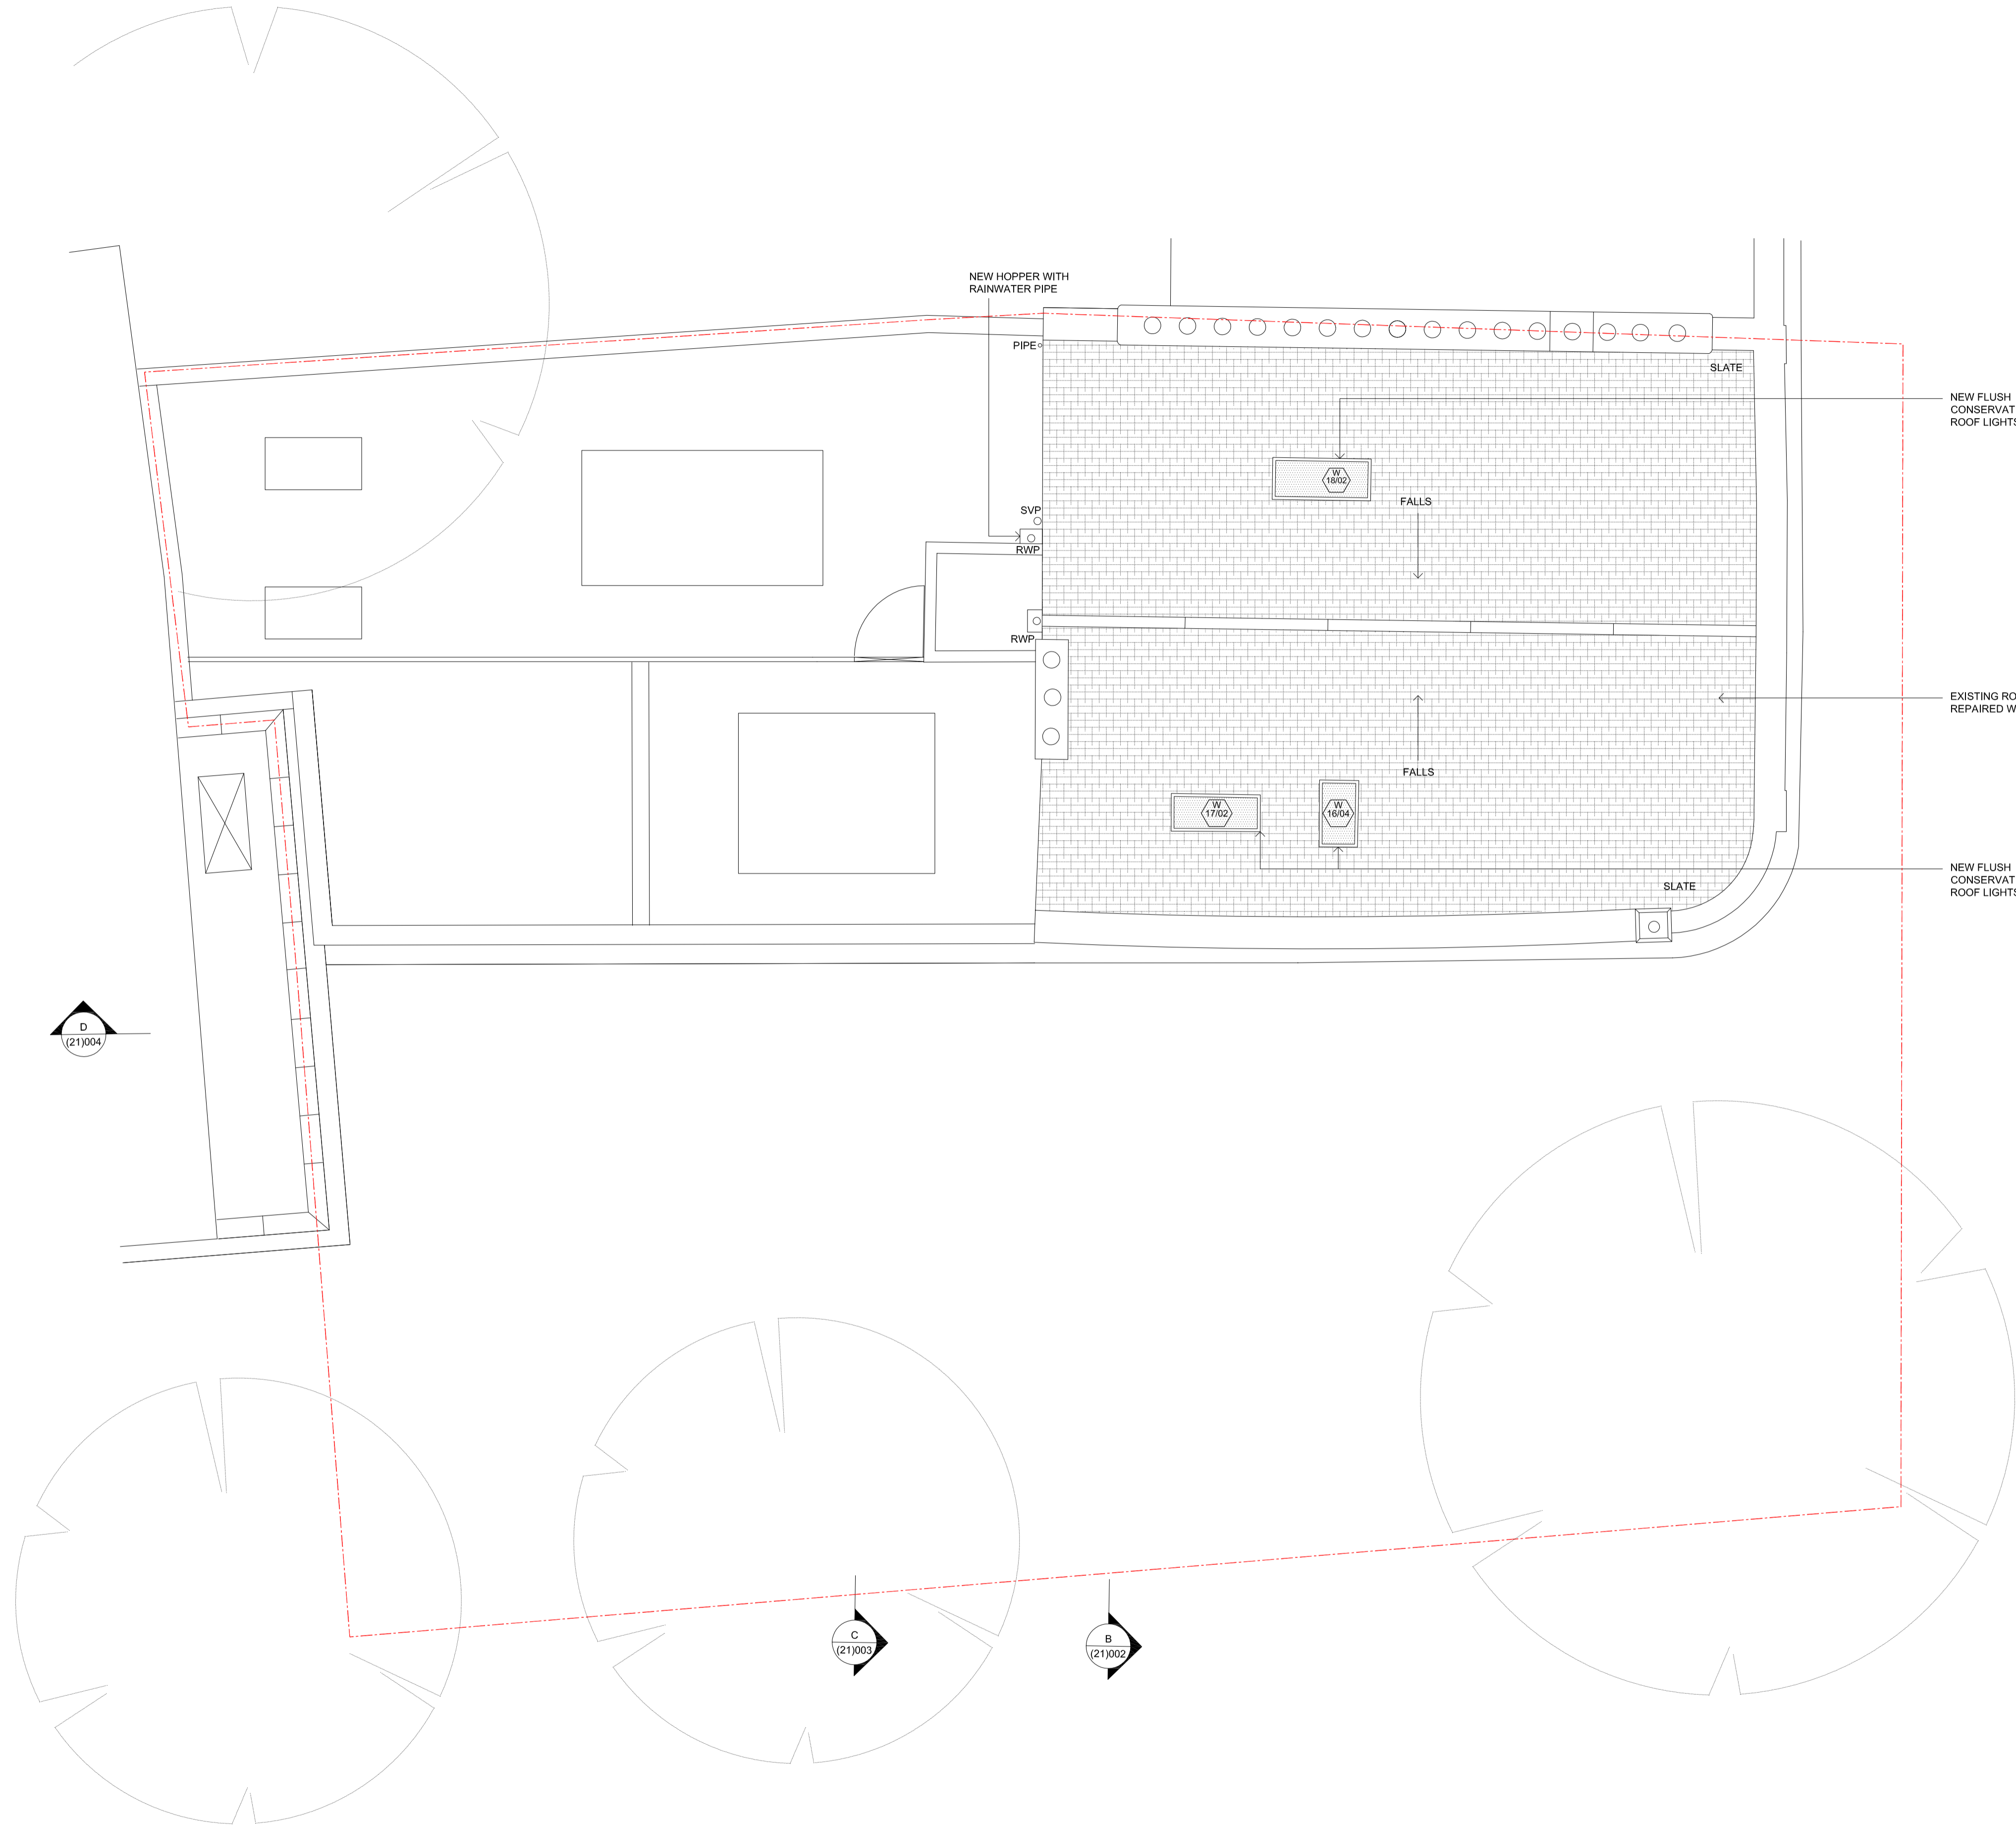 NEW HOPPER WITH
RAINWATER PIPE
PIPE
SLATE
NEW FLUSH
CONSERVAT
ROOF LIGHTS
W
18/02
FALLS
SVP
RWP
RWP
EXISTING RO
REPAIRED W
FALLS
W
17/02
W
16/04
NEW FLUSH
CONSERVAT
ROOF LIGHTS
SLATE
D
(21)004
C
(21)003
B
(21)002